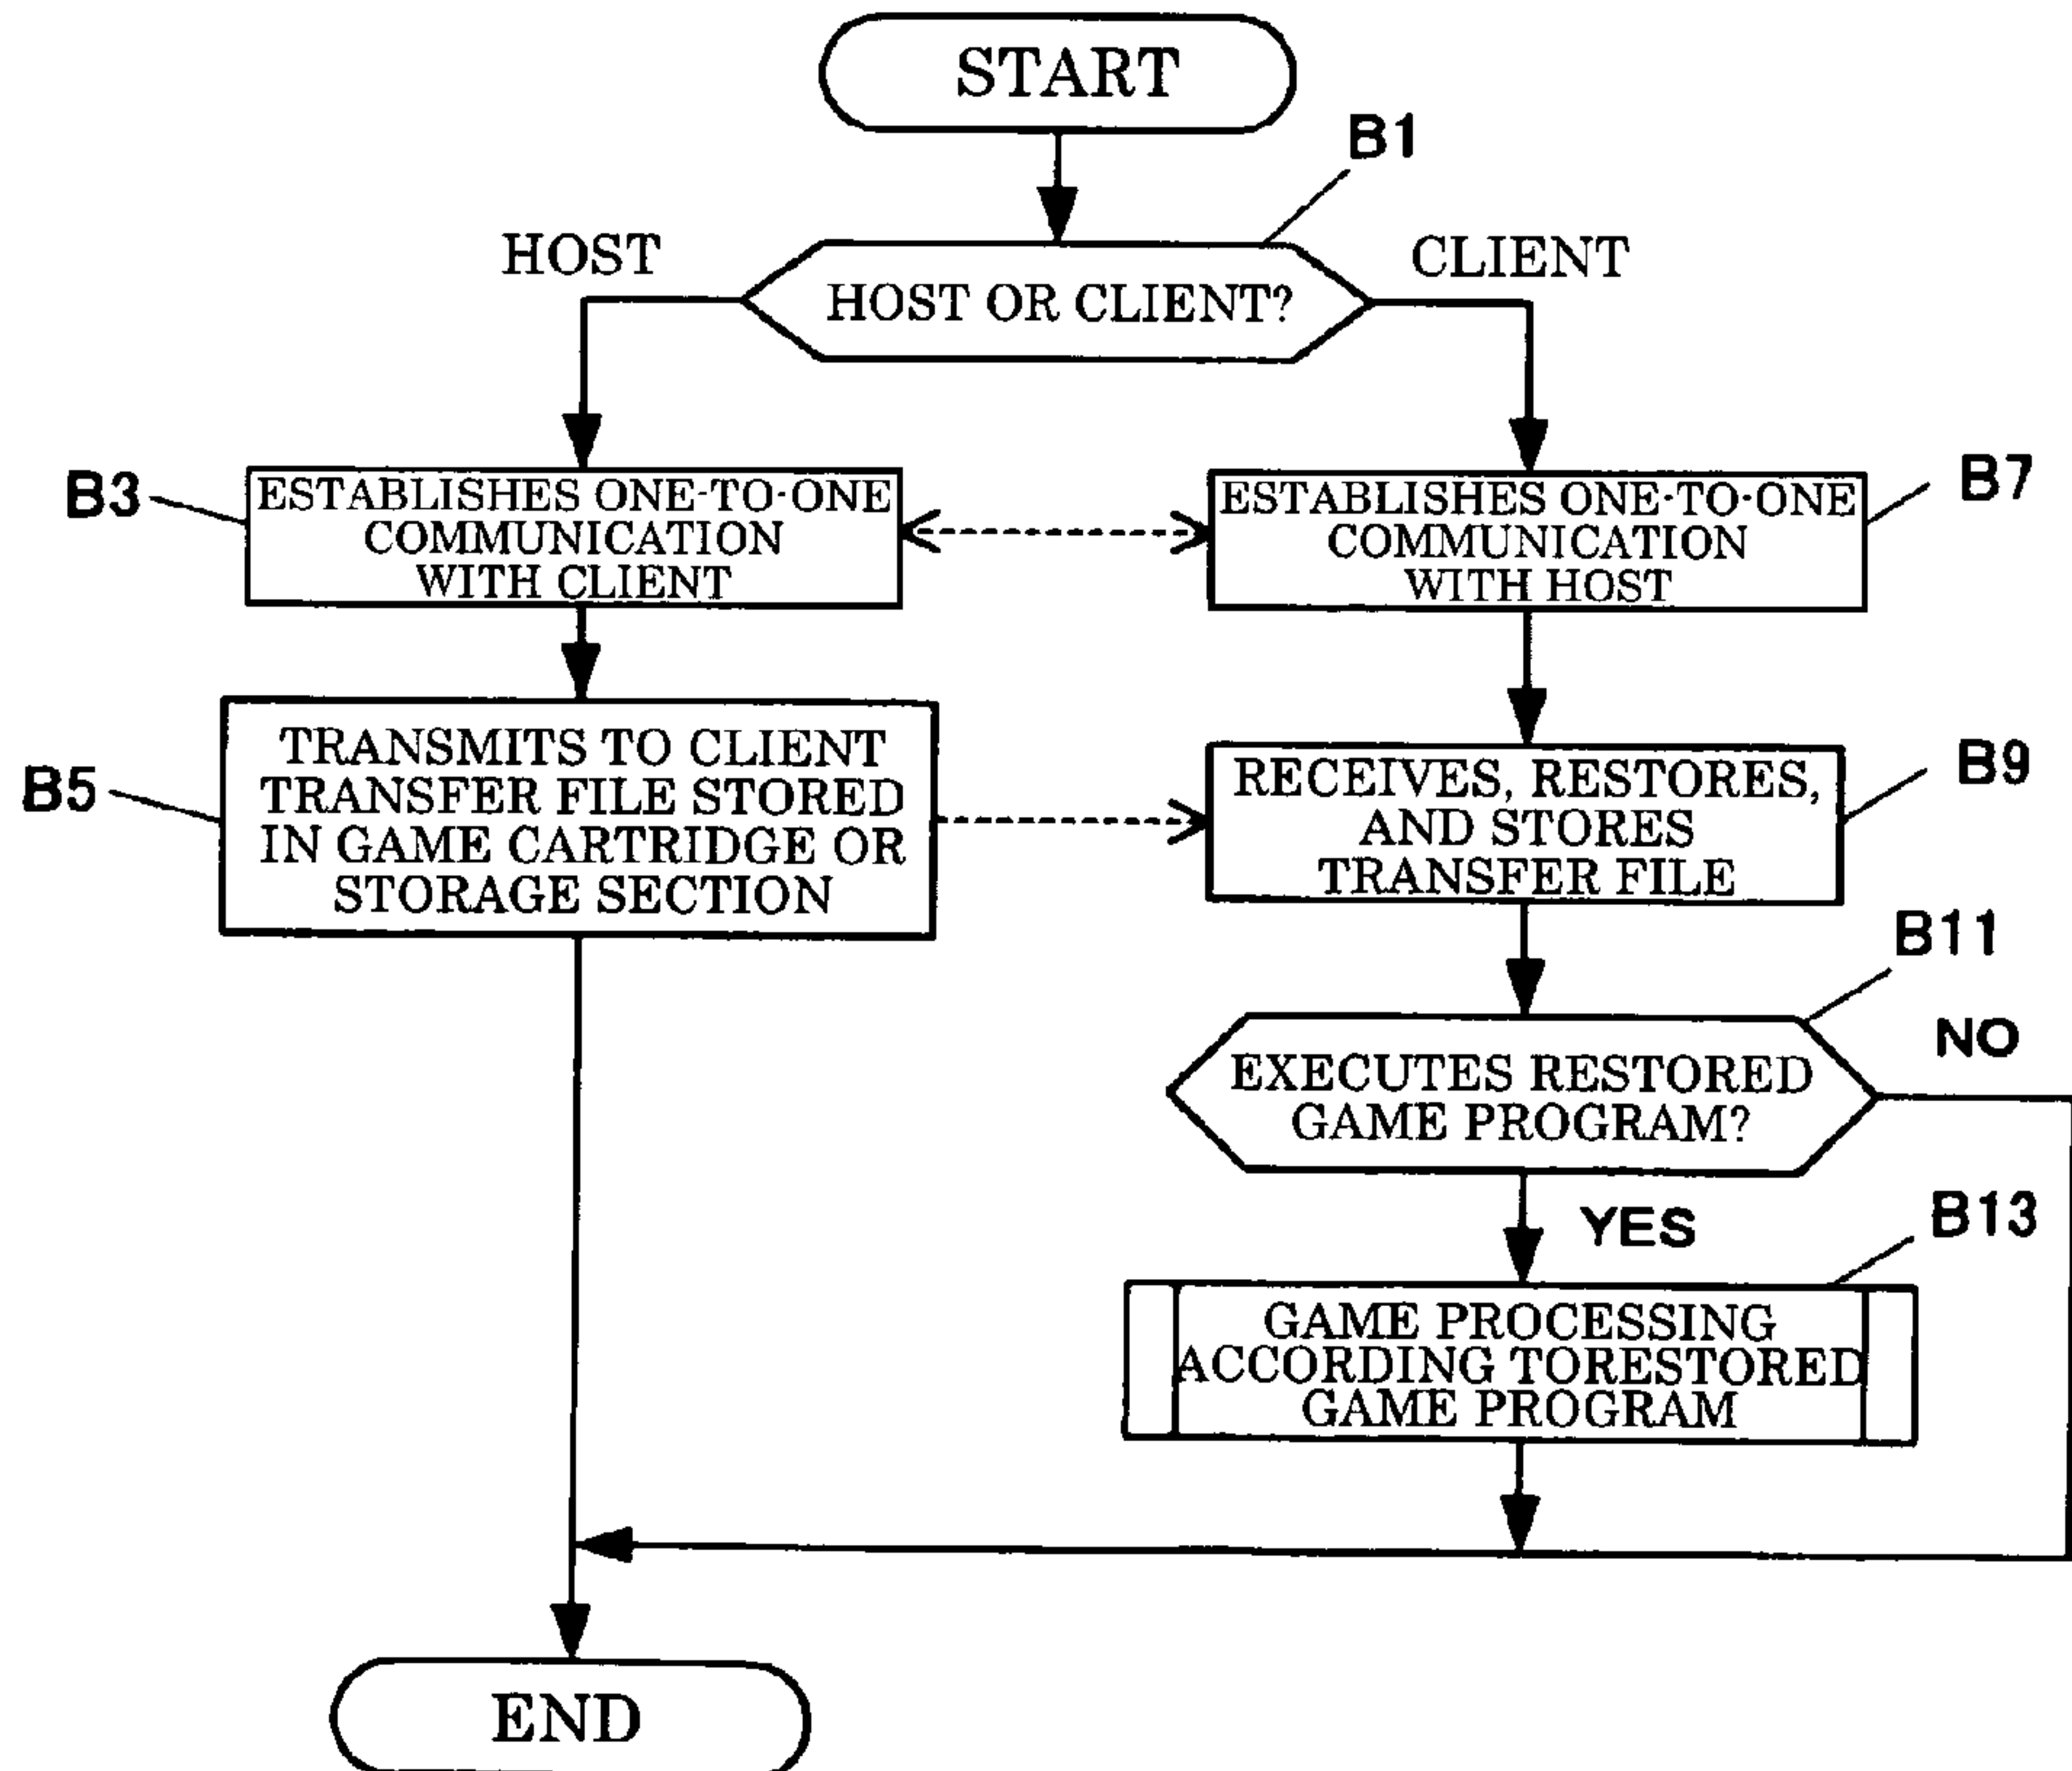 START
B1
HOST
CLIENT
HOST OR CLIENT?
B3
ESTABLISHES ONE-TO-ONE
COMMUNICATION
WITH CLIENT
ESTABLISHES ONE-TO-ONE
COMMUNICATION
WITH HOST
B7
B5
TRANSMITS TO CLIENT
TRANSFER FILE STORED
IN GAME CARTRIDGE OR
STORAGE SECTION
RECEIVES, RESTORES,
AND STORES
TRANSFER FILE
B9
B11
NO
EXECUTES RESTORED
GAME PROGRAM?
YES
B13
GAME PROCESSING
ACCORDING TORESTORED
GAME PROGRAM
END